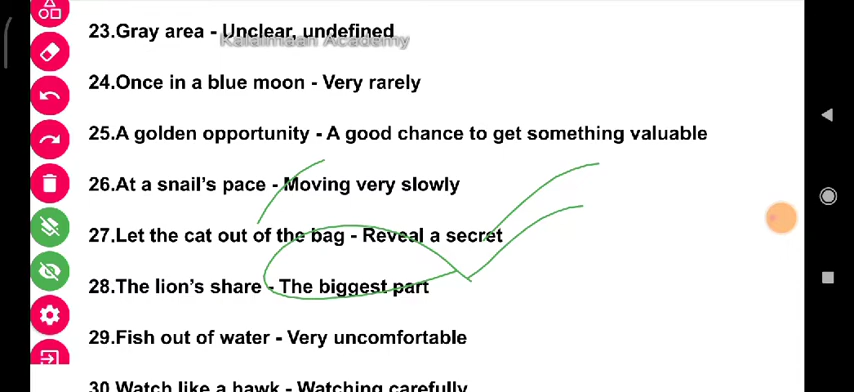 23.Gray area - Unclear, undefined
Kalaimaan Academy
24.Once in a blue moon - Very rarely
25.A golden opportunity - A good chance to get something valuable
26.At a snail's pace - Moving very slowly
27.Let the cat out of the bag - Reveal a secret
28.The lion's share - The biggest part
29.Fish out of water - Very uncomfortable
30.Watch like a hawk - Watching carefully